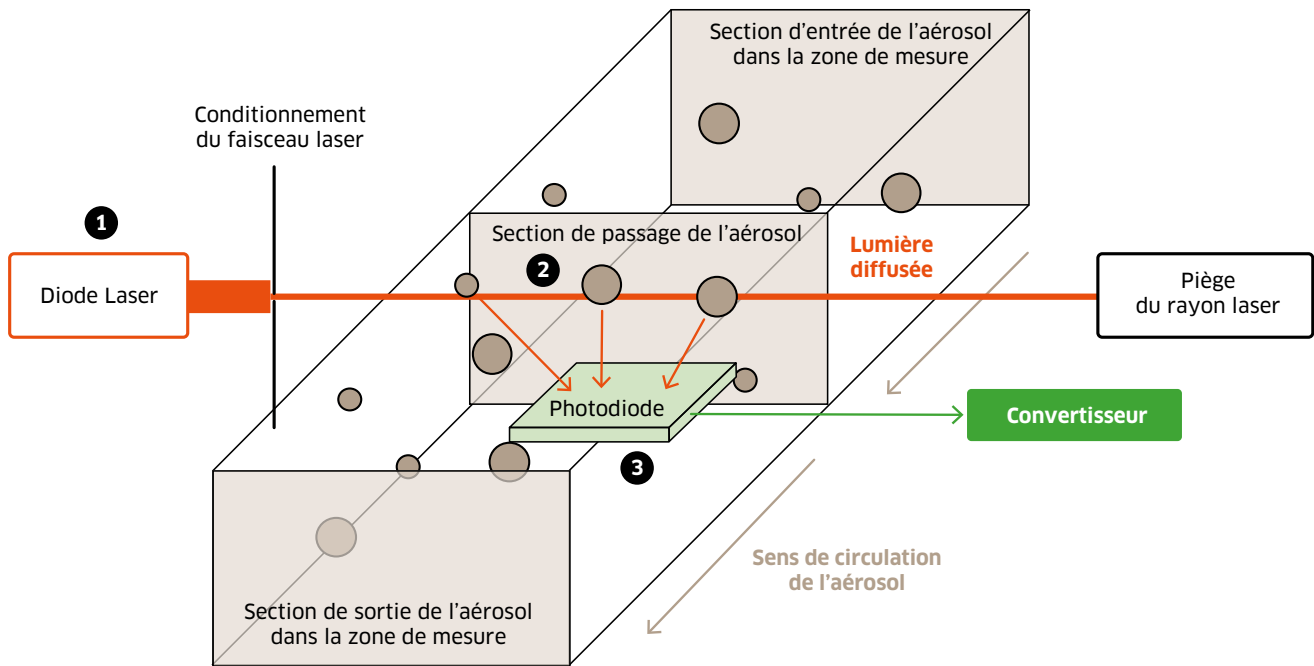 Section d'entrée de l'aérosol
dans la zone de mesure
Conditionnement
du faisceau laser
1
Diode Laser
Section de passage de l'aérosol
2
Lumière
diffusée
Piège
du rayon laser
Photodiode
Convertisseur
3
Sens de circulation
de l'aérosol
Section de sortie de l'aérosol
dans la zone de mesure